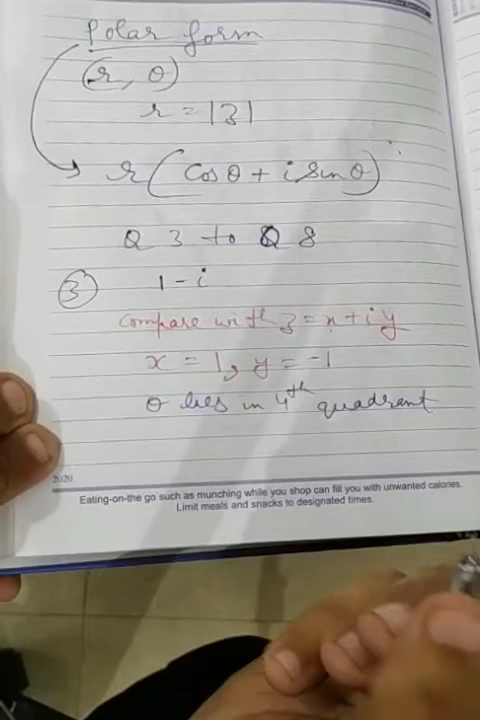 Polar form
(r, θ)
r = |z|
r (Cos θ + i Sin θ)
Q 3 to Q 8
③ 1 - i
Compare with z = x + iy
x = 1, y = -1
θ lies in 4th quadrant
2020
Eating-on-the go such as munching while you shop can fill you with unwanted calories.
Limit meals and snacks to designated times.